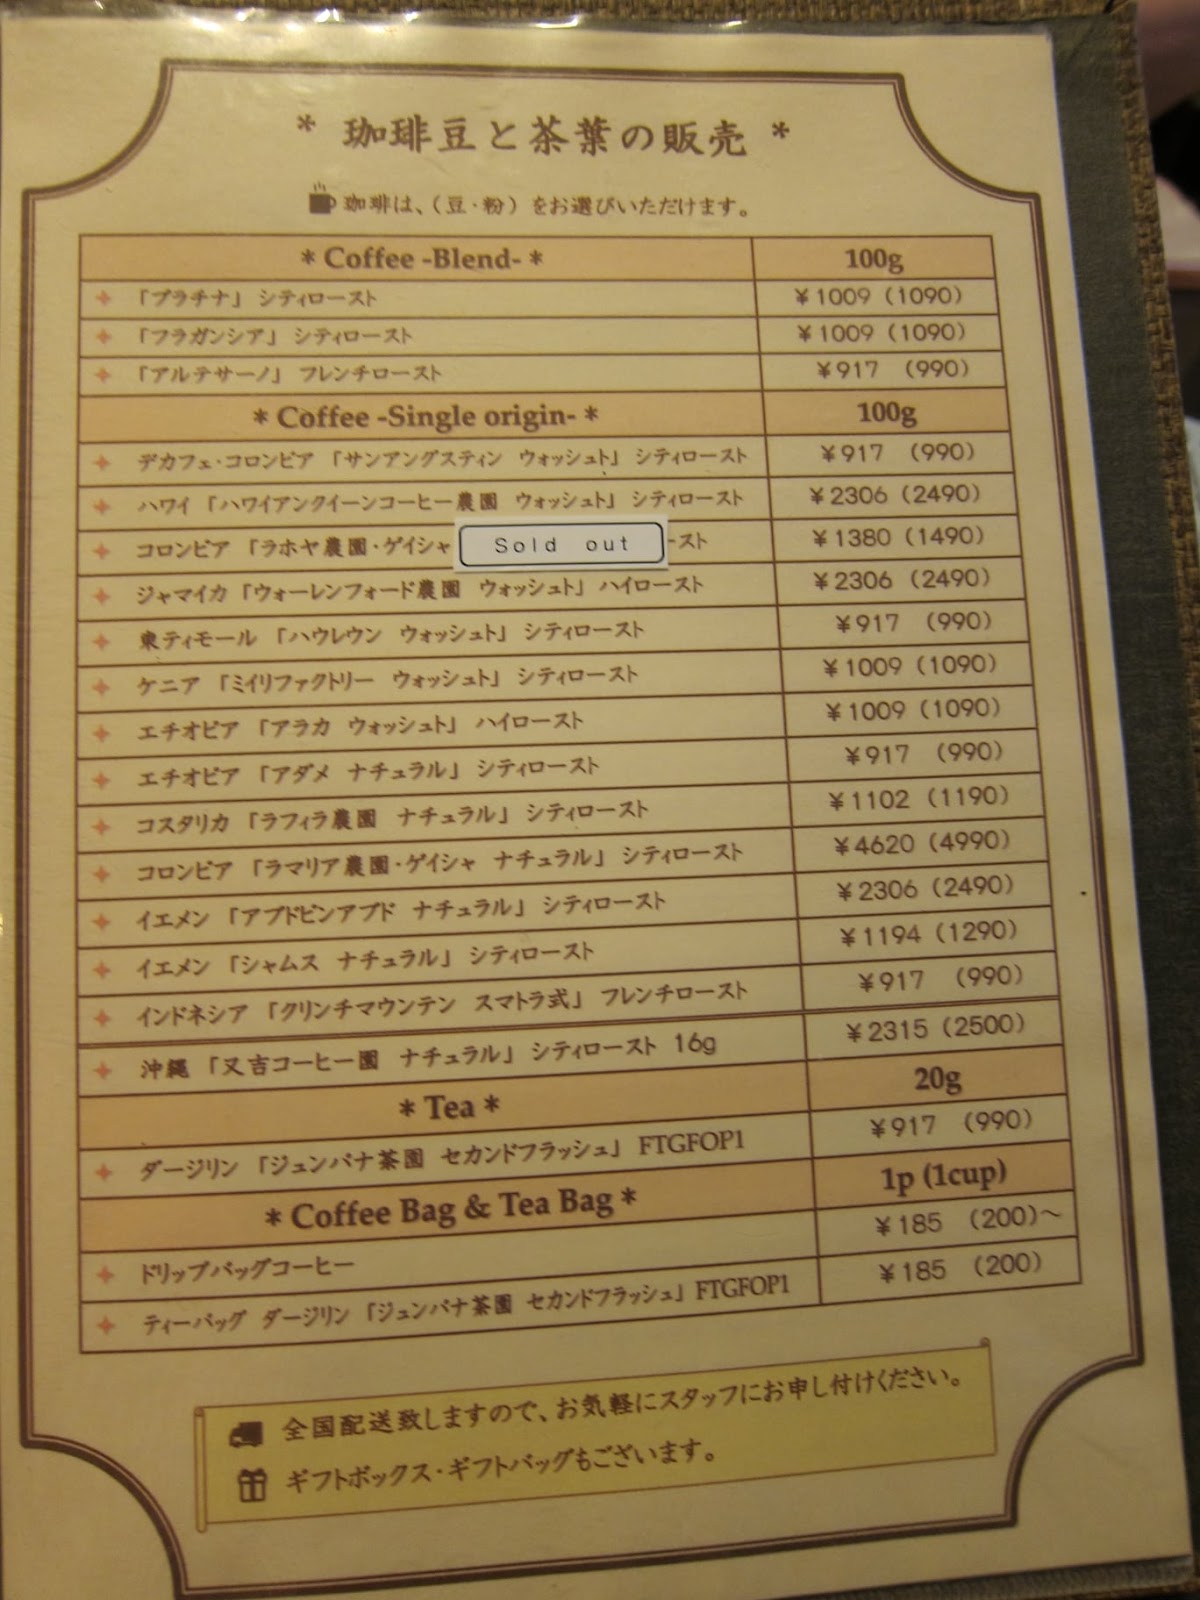 * 珈琲豆と茶葉の販売 *
珈琲は、(豆・粉)をお選びいただけます。
* Coffee -Blend- * 100g
「プラチナ」 シティロースト ¥1009 (1090)
「フラガンシア」 シティロースト ¥1009 (1090)
「アルテサーノ」 フレンチロースト ¥917 (990)
* Coffee -Single origin- * 100g
デカフェ・コロンビア 「サンアングスティン ウォッシュト」 シティロースト ¥917 (990)
ハワイ 「ハワイアンクイーンコーヒー農園 ウォッシュト」 シティロースト ¥2306 (2490)
コロンビア 「ラホヤ農園・ゲイシャ Sold out ースト ¥1380 (1490)
ジャマイカ 「ウォーレンフォード農園 ウォッシュト」 ハイロースト ¥2306 (2490)
東ティモール 「ハウレウン ウォッシュト」 シティロースト ¥917 (990)
ケニア 「ミイリファクトリー ウォッシュト」 シティロースト ¥1009 (1090)
エチオピア 「アラカ ウォッシュト」 ハイロースト ¥1009 (1090)
エチオピア 「アダメ ナチュラル」 シティロースト ¥917 (990)
コスタリカ 「ラフィラ農園 ナチュラル」 シティロースト ¥1102 (1190)
コロンビア 「ラマリア農園・ゲイシャ ナチュラル」 シティロースト ¥4620 (4990)
イエメン 「アブドビンアブド ナチュラル」 シティロースト ¥2306 (2490)
イエメン 「シャムス ナチュラル」 シティロースト ¥1194 (1290)
インドネシア 「クリンチマウンテン スマトラ式」 フレンチロースト ¥917 (990)
沖縄 「又吉コーヒー園 ナチュラル」 シティロースト 16g ¥2315 (2500)
* Tea * 20g
ダージリン 「ジュンパナ茶園 セカンドフラッシュ」 FTGFOP1 ¥917 (990)
* Coffee Bag & Tea Bag * 1p (1cup)
ドリップバッグコーヒー ¥185 (200)～
ティーバッグ ダージリン 「ジュンパナ茶園 セカンドフラッシュ」 FTGFOP1 ¥185 (200)
全国配送致しますので、お気軽にスタッフにお申し付けください。
ギフトボックス・ギフトバッグもございます。